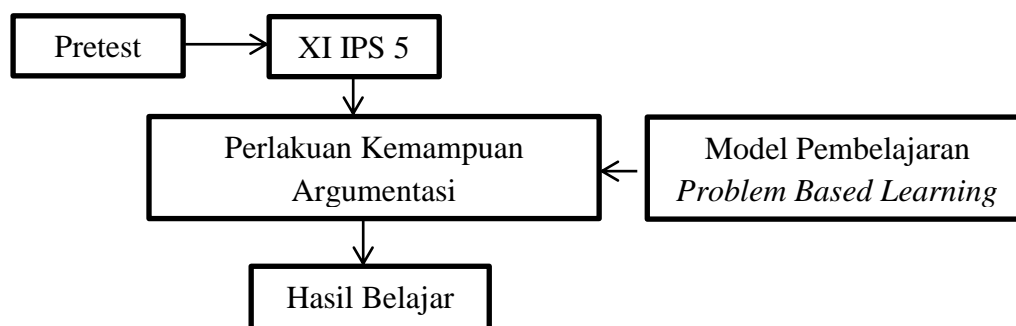 Pretest
XI IPS 5
Perlakuan Kemampuan
Argumentasi
Model Pembelajaran
Problem Based Learning
Hasil Belajar